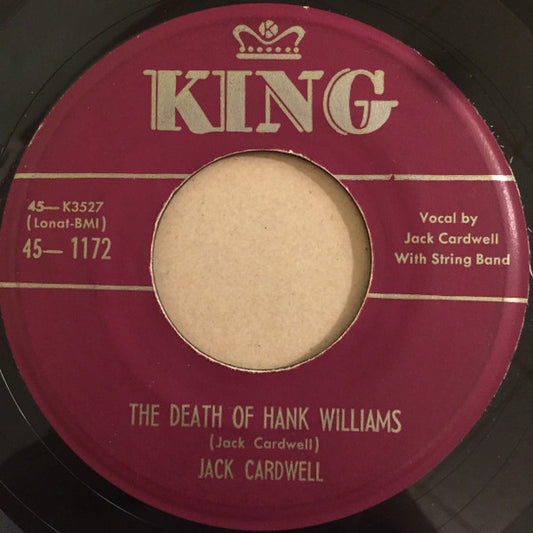 K
KING
45—K3527
(Lonat-BMI)
45—1172
Vocal by
Jack Cardwell
With String Band
THE DEATH OF HANK WILLIAMS
(Jack Cardwell)
JACK CARDWELL